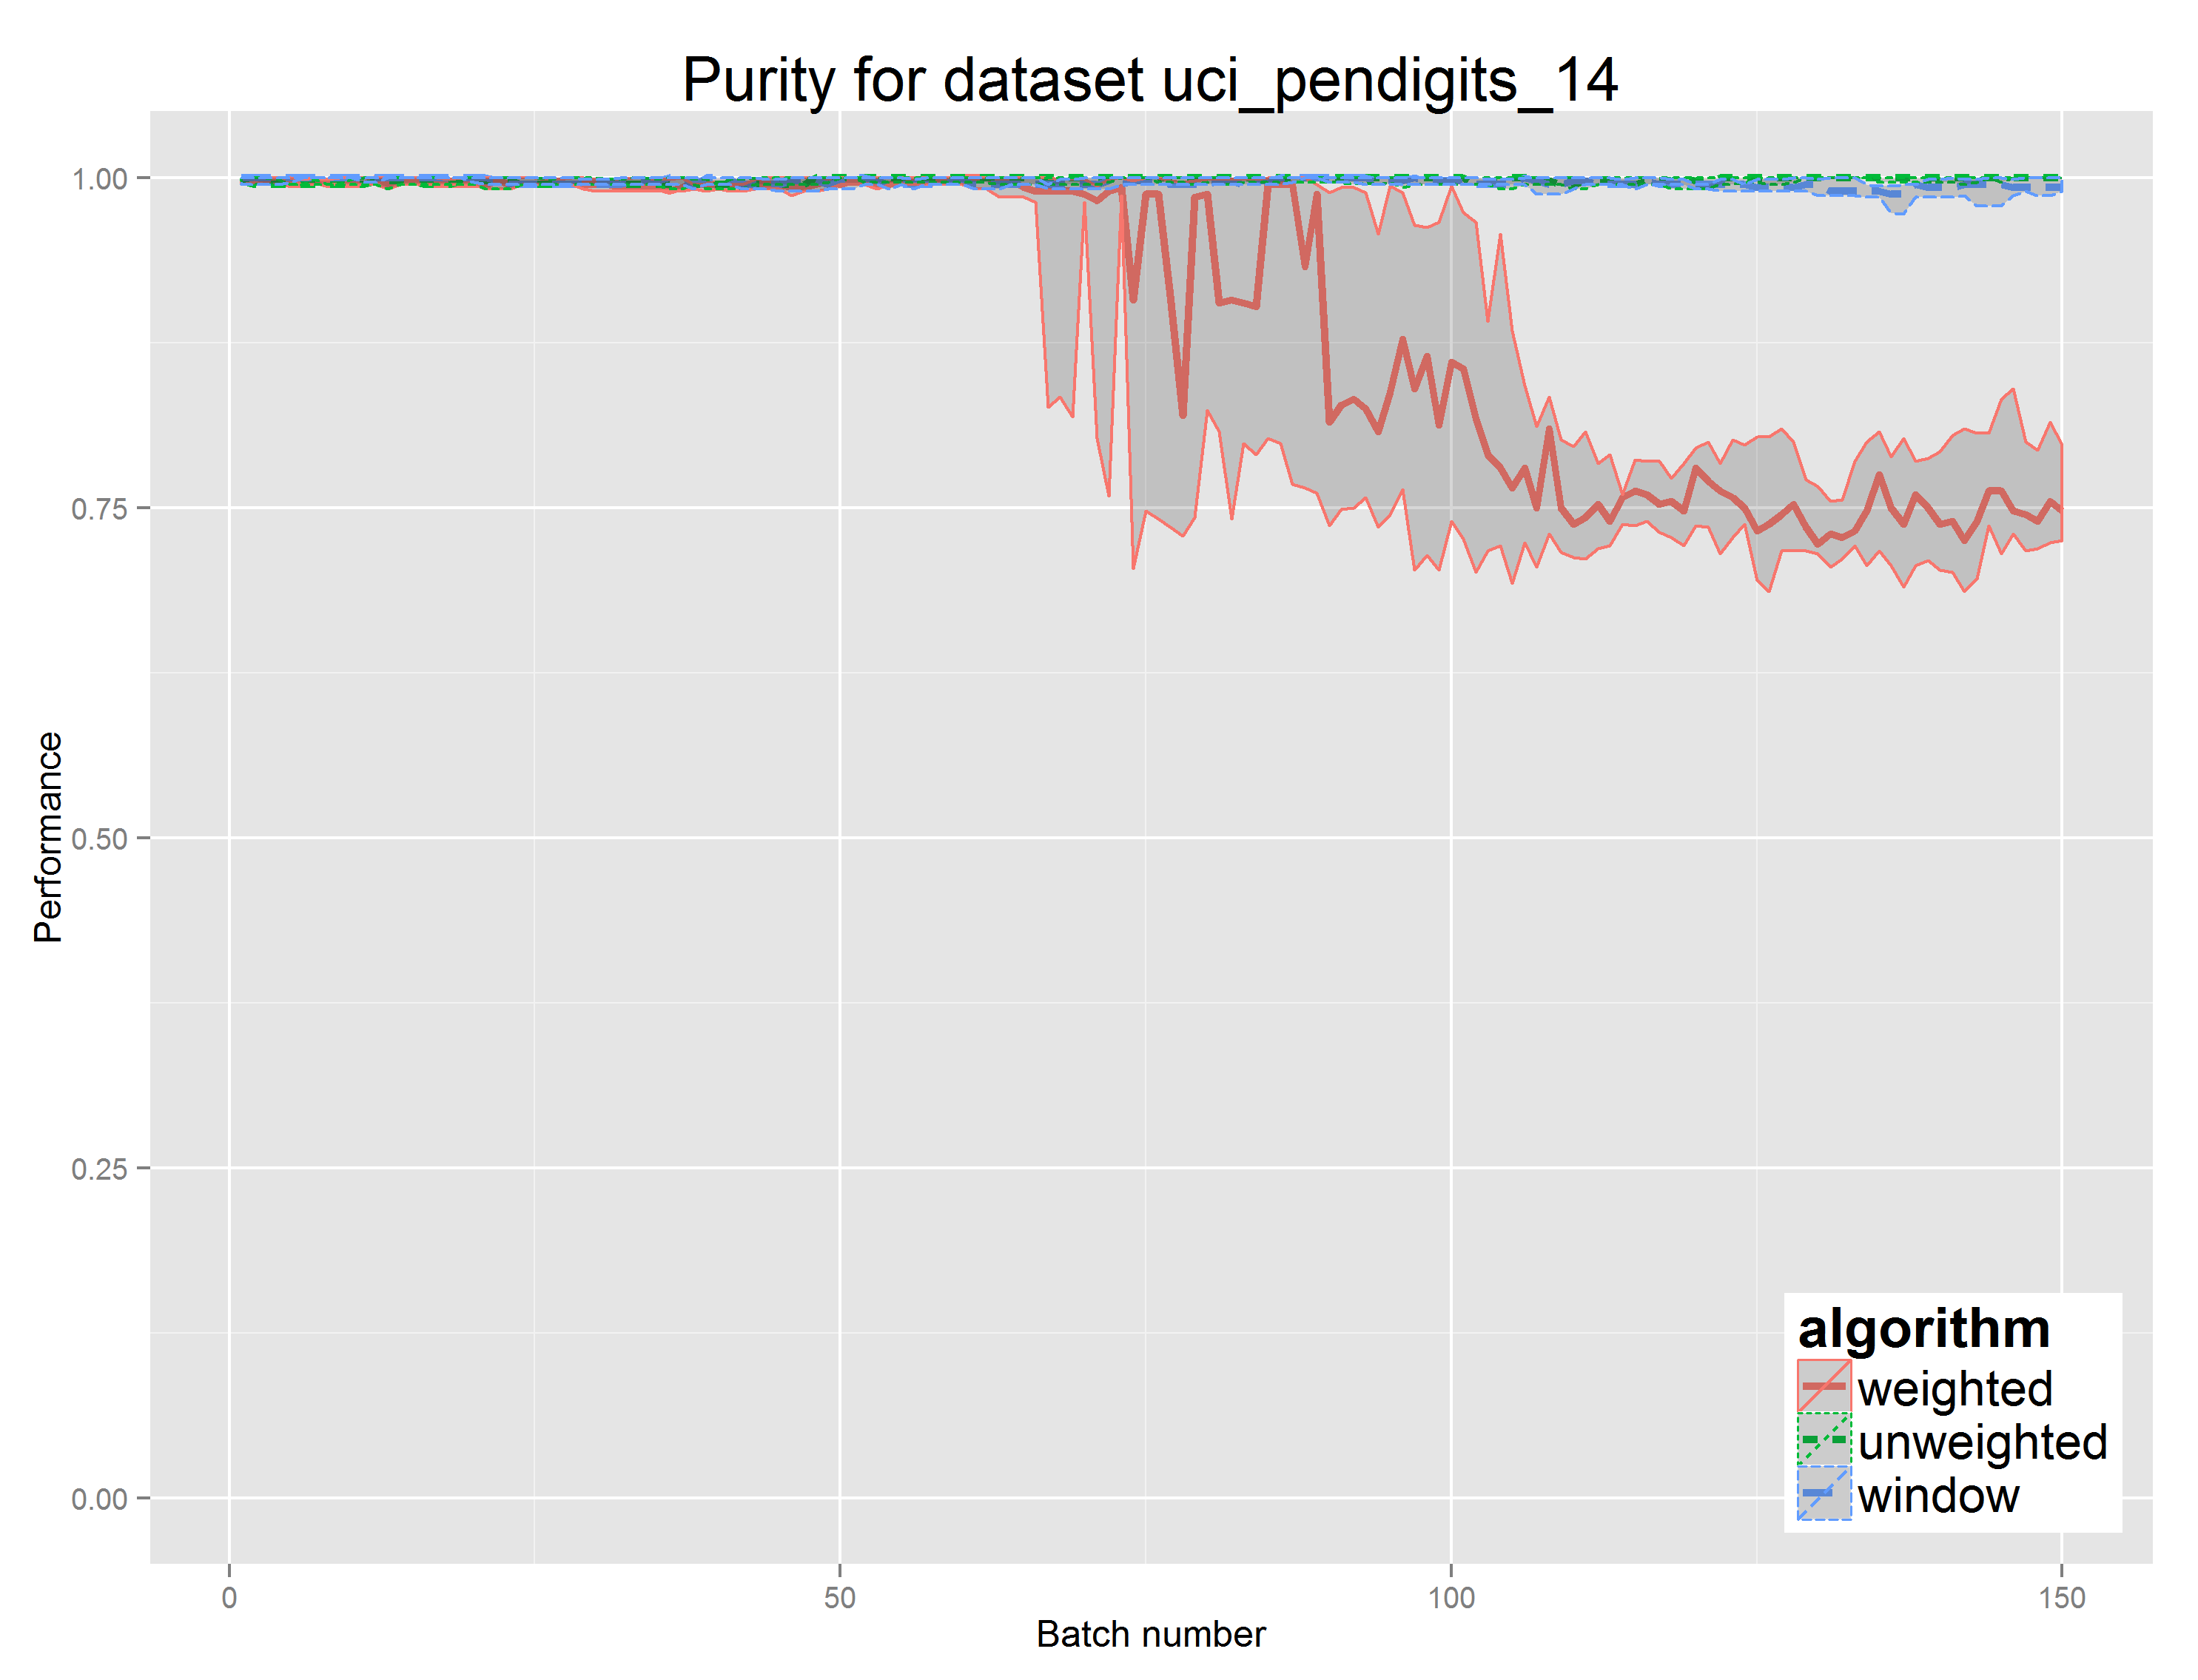 Purity for dataset uci_pendigits_14
1.00
0.75
0.50
0.25
0.00
Performance
0
50
100
150
Batch number
algorithm
weighted
unweighted
window